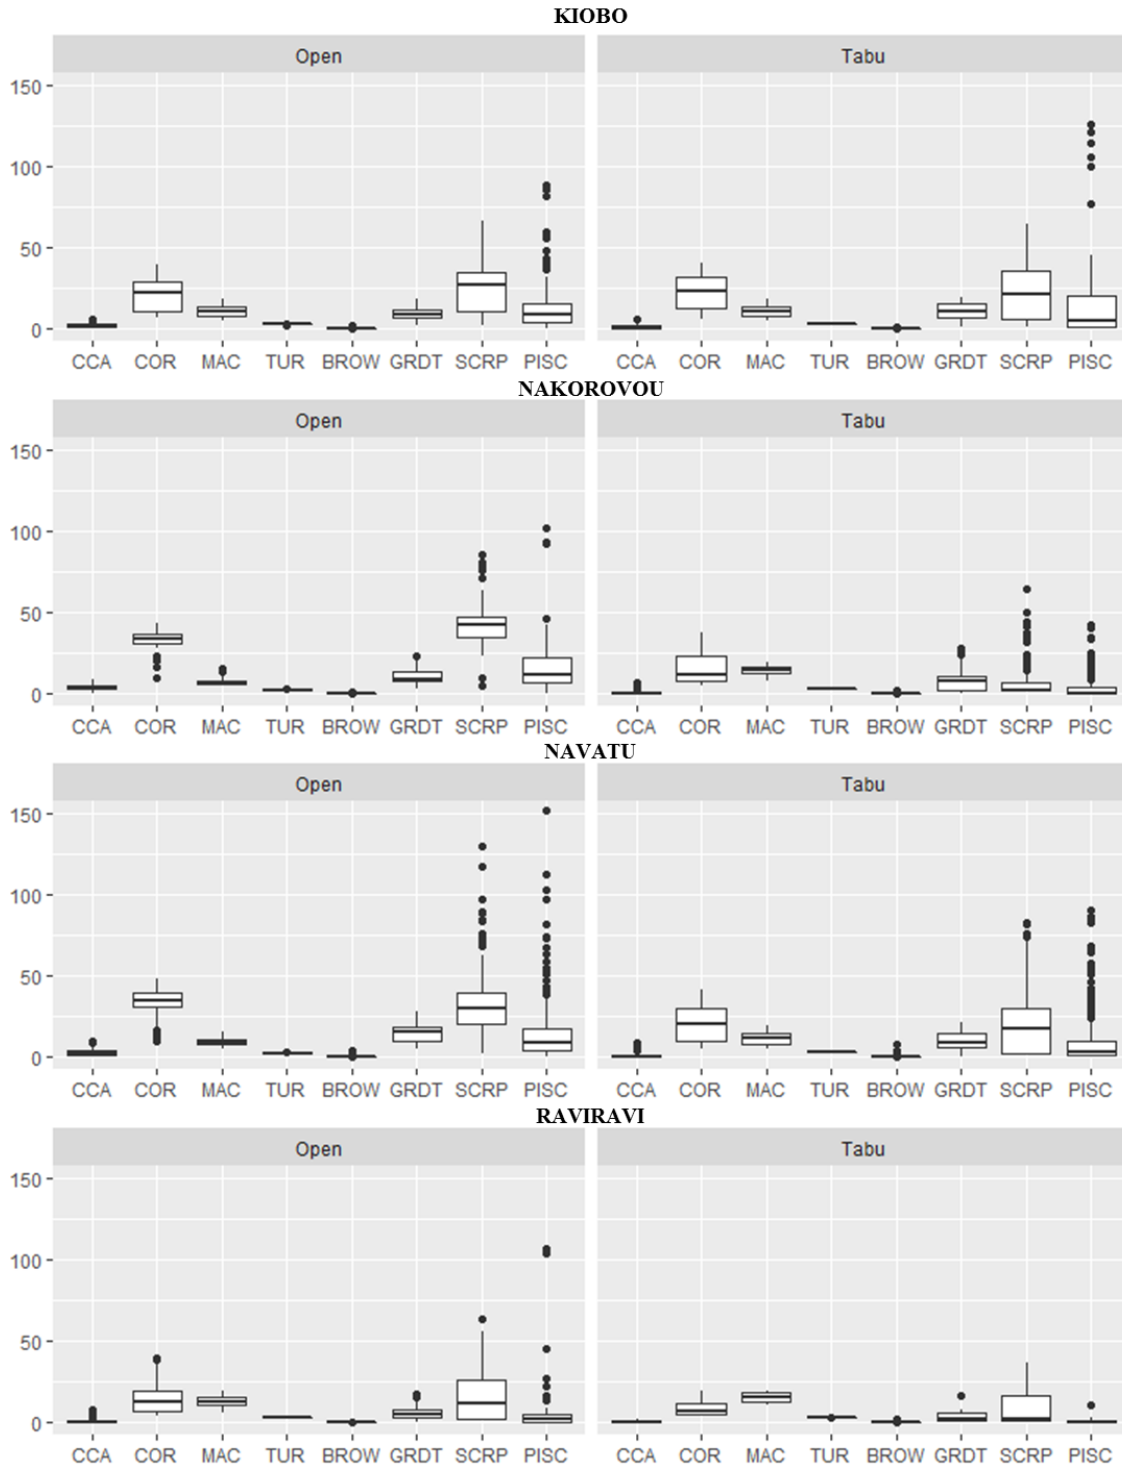 KIOBO
Open Tabu
150
100
50
0
CCA COR MAC TUR BROW GRDT SCRP PISC CCA COR MAC TUR BROW GRDT SCRP PISC
NAKOROVOU
Open Tabu
150
100
50
0
CCA COR MAC TUR BROW GRDT SCRP PISC CCA COR MAC TUR BROW GRDT SCRP PISC
NAVATU
Open Tabu
150
100
50
0
CCA COR MAC TUR BROW GRDT SCRP PISC CCA COR MAC TUR BROW GRDT SCRP PISC
RAVIRAVI
Open Tabu
150
100
50
0
CCA COR MAC TUR BROW GRDT SCRP PISC CCA COR MAC TUR BROW GRDT SCRP PISC